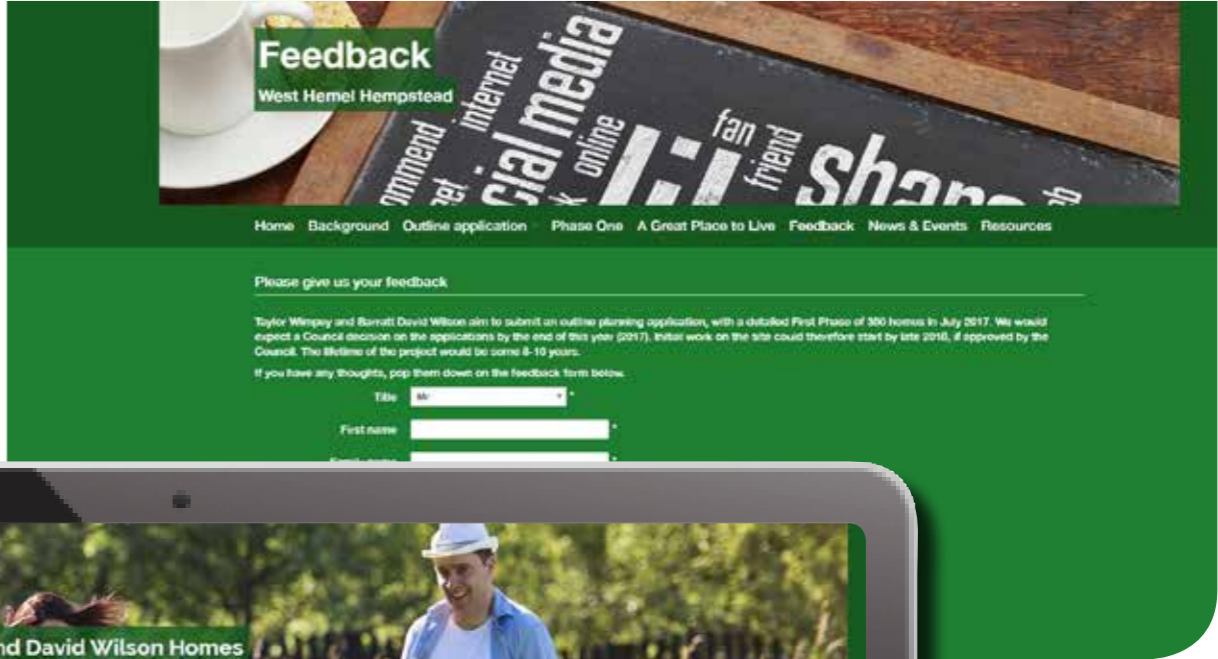 Feedback
West Hemel Hempstead
internet
social media
online
fan
friend
share
Home Background Outline application Phase One A Great Place to Live Feedback News & Events Resources
Please give us your feedback
Taylor Wimpey and Barratt David Wilson aim to submit an outline planning application, with a detailed First Phase of 350 homes in July 2017. We would
expect a Council decision on the applications by the end of this year (2017). Initial work on the site could therefore start by late 2018, if approved by the
Council. The lifetime of the project would be some 8-10 years.
If you have any thoughts, pop them down on the feedback form below.
Title Mr *
First name *
nd David Wilson Homes